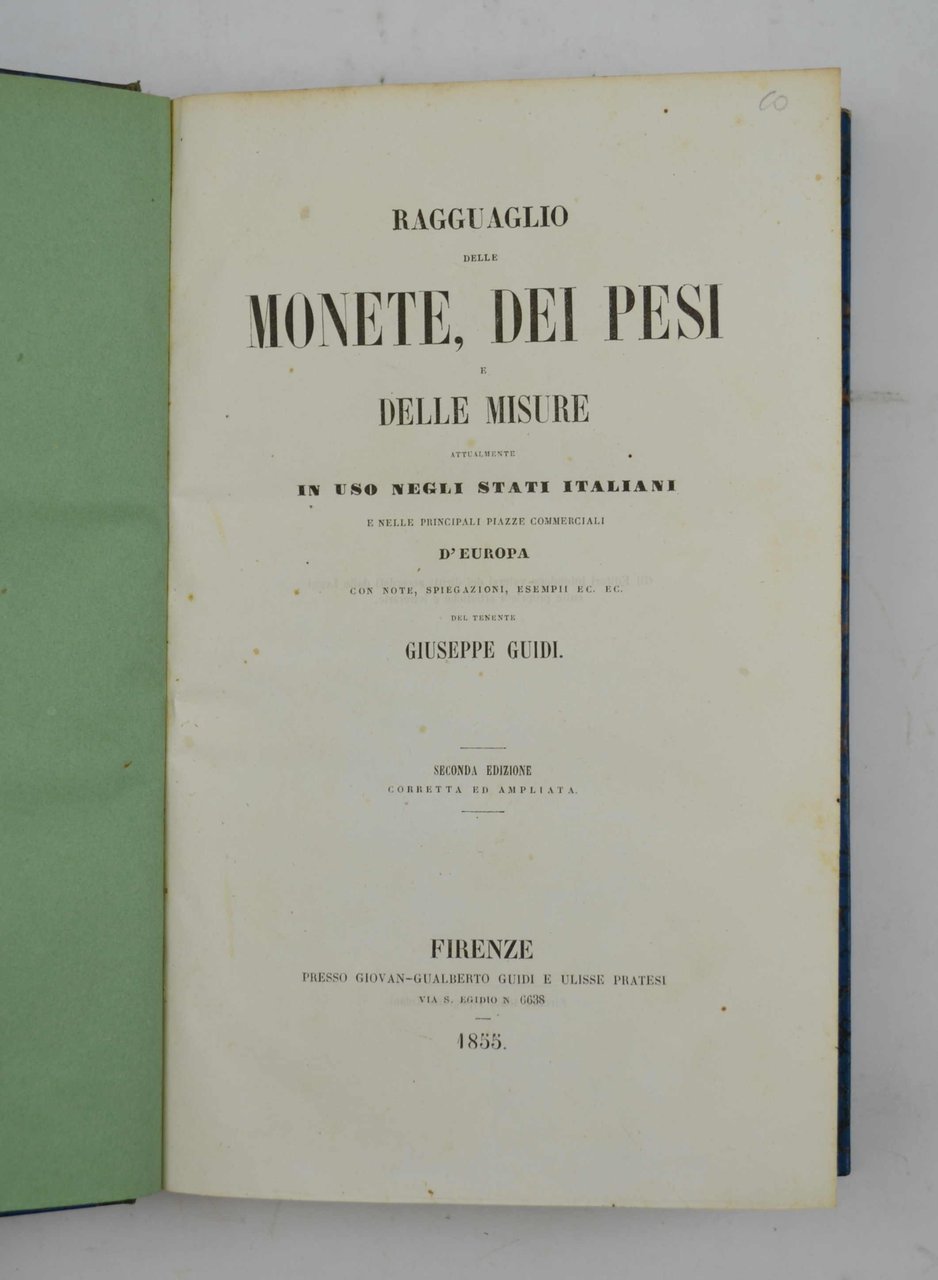 RAGGUAGLIO
DELLE
MONETE, DEI PESI
E
DELLE MISURE
ATTUALMENTE
IN USO NEGLI STATI ITALIANI
E NELLE PRINCIPALI PIAZZE COMMERCIALI
D'EUROPA
CON NOTE, SPIEGAZIONI, ESEMPII EC. EC.
DEL TENENTE
GIUSEPPE GUIDI.
SECONDA EDIZIONE
CORRETTA ED AMPLIATA.
FIRENZE
PRESSO GIOVAN-GUALBERTO GUIDI E ULISSE PRATESI
VIA S. EGIDIO N 6638
1855.